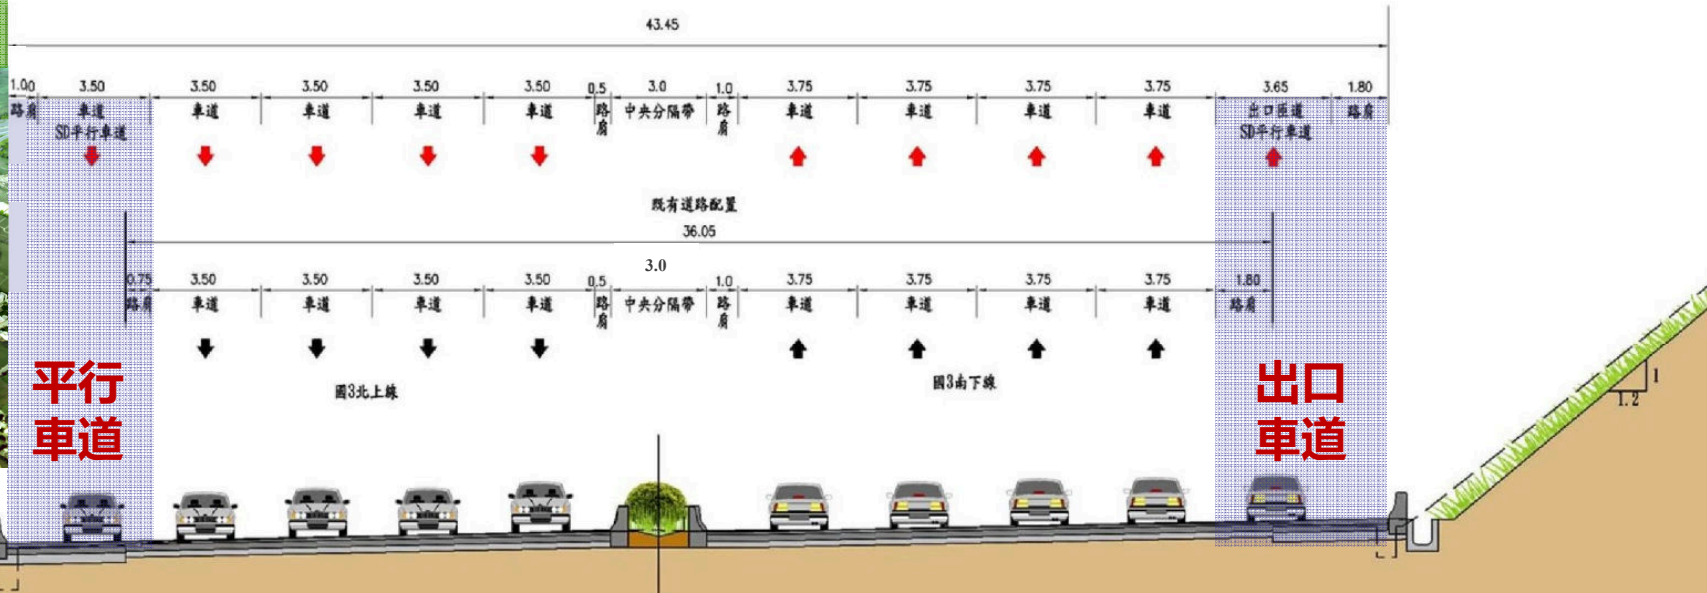 43.45
1.00 3.50 3.50 3.50 3.50 3.50 0.5 3.0 1.0 3.75 3.75 3.75 3.75 3.65 1.80
路肩 車道 車道 車道 車道 車道 路肩 中央分隔帶 路肩 車道 車道 車道 車道 出口匝道 路肩
SD平行車道 SD平行車道
既有道路配置
36.05
3.0
0.75 3.50 3.50 3.50 3.50 0.5 1.0 3.75 3.75 3.75 3.75 1.80
路肩 車道 車道 車道 車道 路肩 中央分隔帶 路肩 車道 車道 車道 車道 路肩
國3北上線 國3南下線
平行 出口
車道 車道
1
1.2